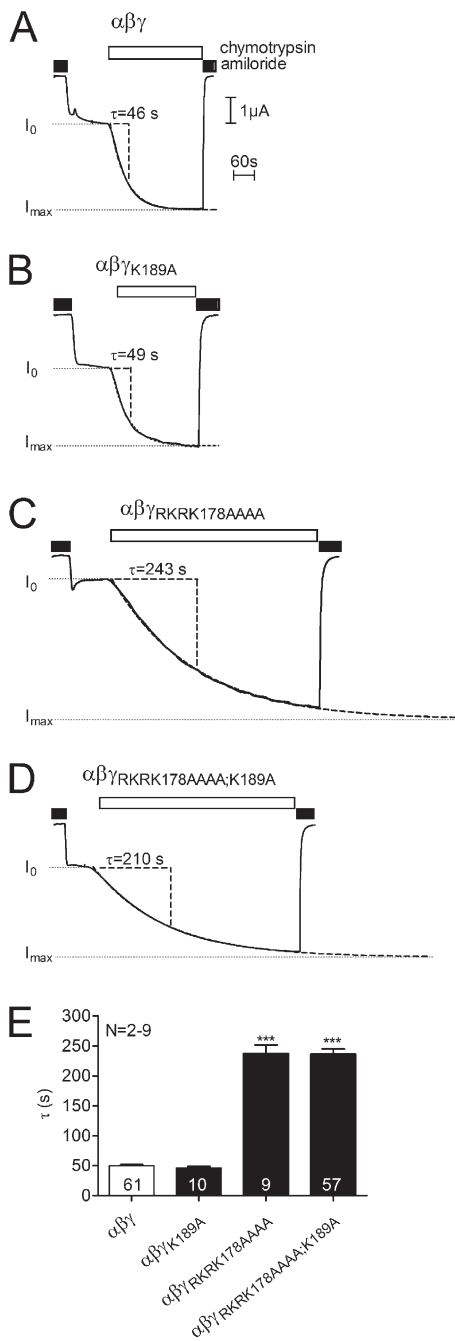 A
αβγ
chymotrypsin
amiloride
τ=46 s
1μA
I0
60s
Imax
B
αβγK189A
τ=49 s
I0
Imax
C
αβγRKRK178AAAA
τ=243 s
I0
Imax
D
αβγRKRK178AAAA;K189A
τ=210 s
I0
Imax
E
300
250
200
150
100
50
0
τ (s)
N=2-9
***
***
61
10
9
57
αβγ
αβγK189A
αβγRKRK178AAAA
αβγRKRK178AAAA;K189A